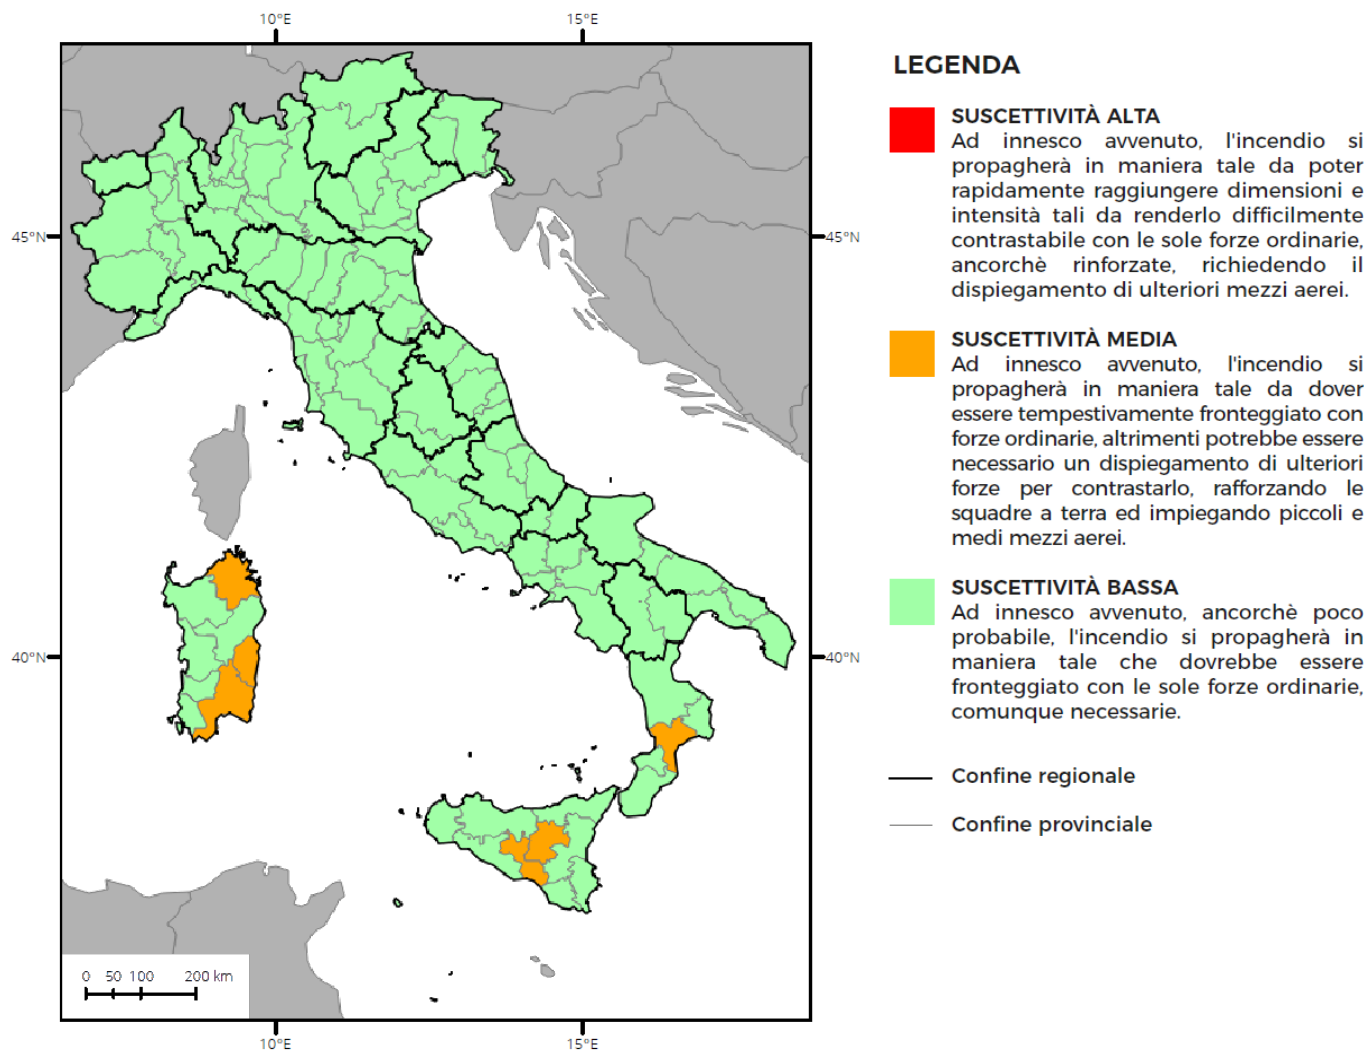 10°E 15°E
45°N 45°N
40°N 40°N
0 50 100 200 km
10°E 15°E
LEGENDA
SUSCETTIVITÀ ALTA
Ad innesco avvenuto, l'incendio si
propagherà in maniera tale da poter
rapidamente raggiungere dimensioni e
intensità tali da renderlo difficilmente
contrastabile con le sole forze ordinarie,
ancorchè rinforzate, richiedendo il
dispiegamento di ulteriori mezzi aerei.
SUSCETTIVITÀ MEDIA
Ad innesco avvenuto, l'incendio si
propagherà in maniera tale da dover
essere tempestivamente fronteggiato con
forze ordinarie, altrimenti potrebbe essere
necessario un dispiegamento di ulteriori
forze per contrastarlo, rafforzando le
squadre a terra ed impiegando piccoli e
medi mezzi aerei.
SUSCETTIVITÀ BASSA
Ad innesco avvenuto, ancorchè poco
probabile, l'incendio si propagherà in
maniera tale che dovrebbe essere
fronteggiato con le sole forze ordinarie,
comunque necessarie.
Confine regionale
Confine provinciale